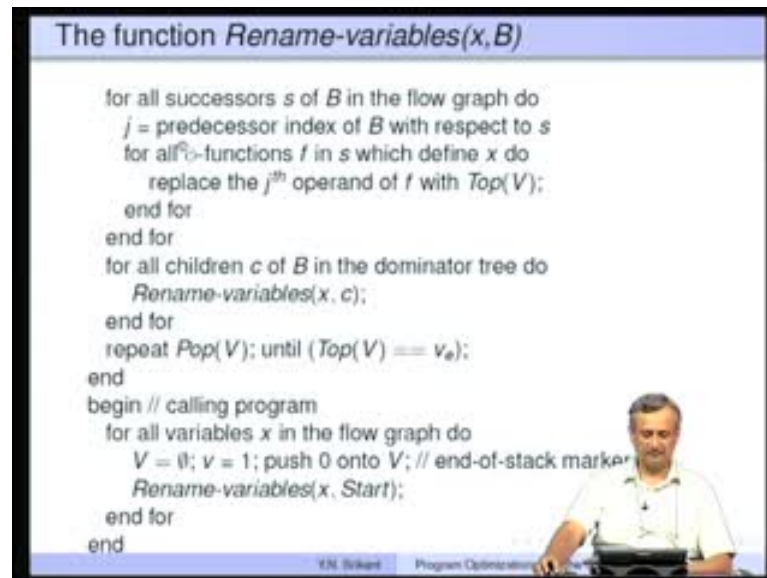 The function Rename-variables(x,B)
for all successors s of B in the flow graph do
j = predecessor index of B with respect to s
for all -functions f in s which define x do
replace the jth operand of f with Top(V);
end for
end for
for all children c of B in the dominator tree do
Rename-variables(x, c);
end for
repeat Pop(V); until (Top(V) == ve);
end
begin // calling program
for all variables x in the flow graph do
V = ∅; v = 1; push 0 onto V; // end-of-stack marker
Rename-variables(x, Start);
end for
end
Y.N. Srikant Program Optimization